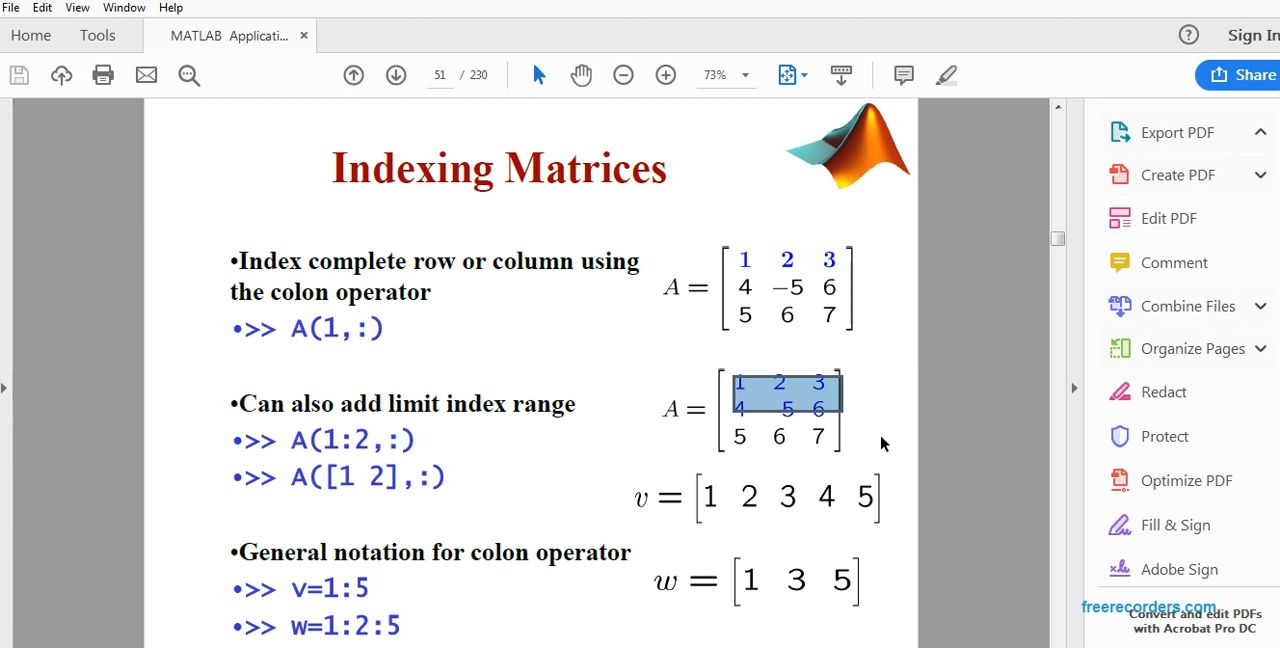 File Edit View Window Help
Home Tools MATLAB Applicati... × ? Sign In
51 / 230 73% Share
Indexing Matrices
•Index complete row or column using
the colon operator
•>> A(1,:)
A = [1 2 3
4 −5 6
5 6 7]
•Can also add limit index range
•>> A(1:2,:)
•>> A([1 2],:)
A = [1 2 3
4 5 6
5 6 7]
v = [1 2 3 4 5]
•General notation for colon operator
•>> v=1:5
•>> w=1:2:5
w = [1 3 5]
Export PDF
Create PDF
Edit PDF
Comment
Combine Files
Organize Pages
Redact
Protect
Optimize PDF
Fill & Sign
Adobe Sign
freerecorders.com
Convert and edit PDFs
with Acrobat Pro DC